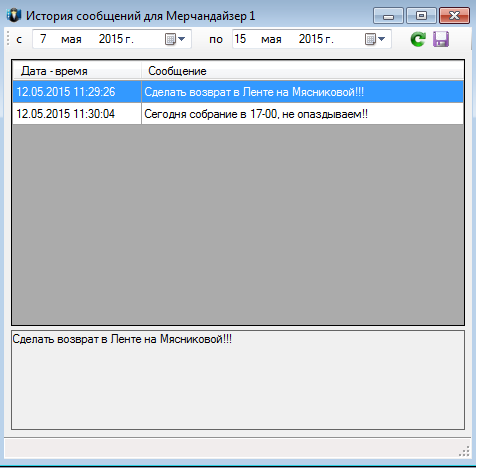 История сообщений для Мерчандайзер 1
с 7 мая 2015 г. по 15 мая 2015 г.
Дата - время Сообщение
12.05.2015 11:29:26 Сделать возврат в Ленте на Мясниковой!!!
12.05.2015 11:30:04 Сегодня собрание в 17-00, не опаздываем!!
Сделать возврат в Ленте на Мясниковой!!!